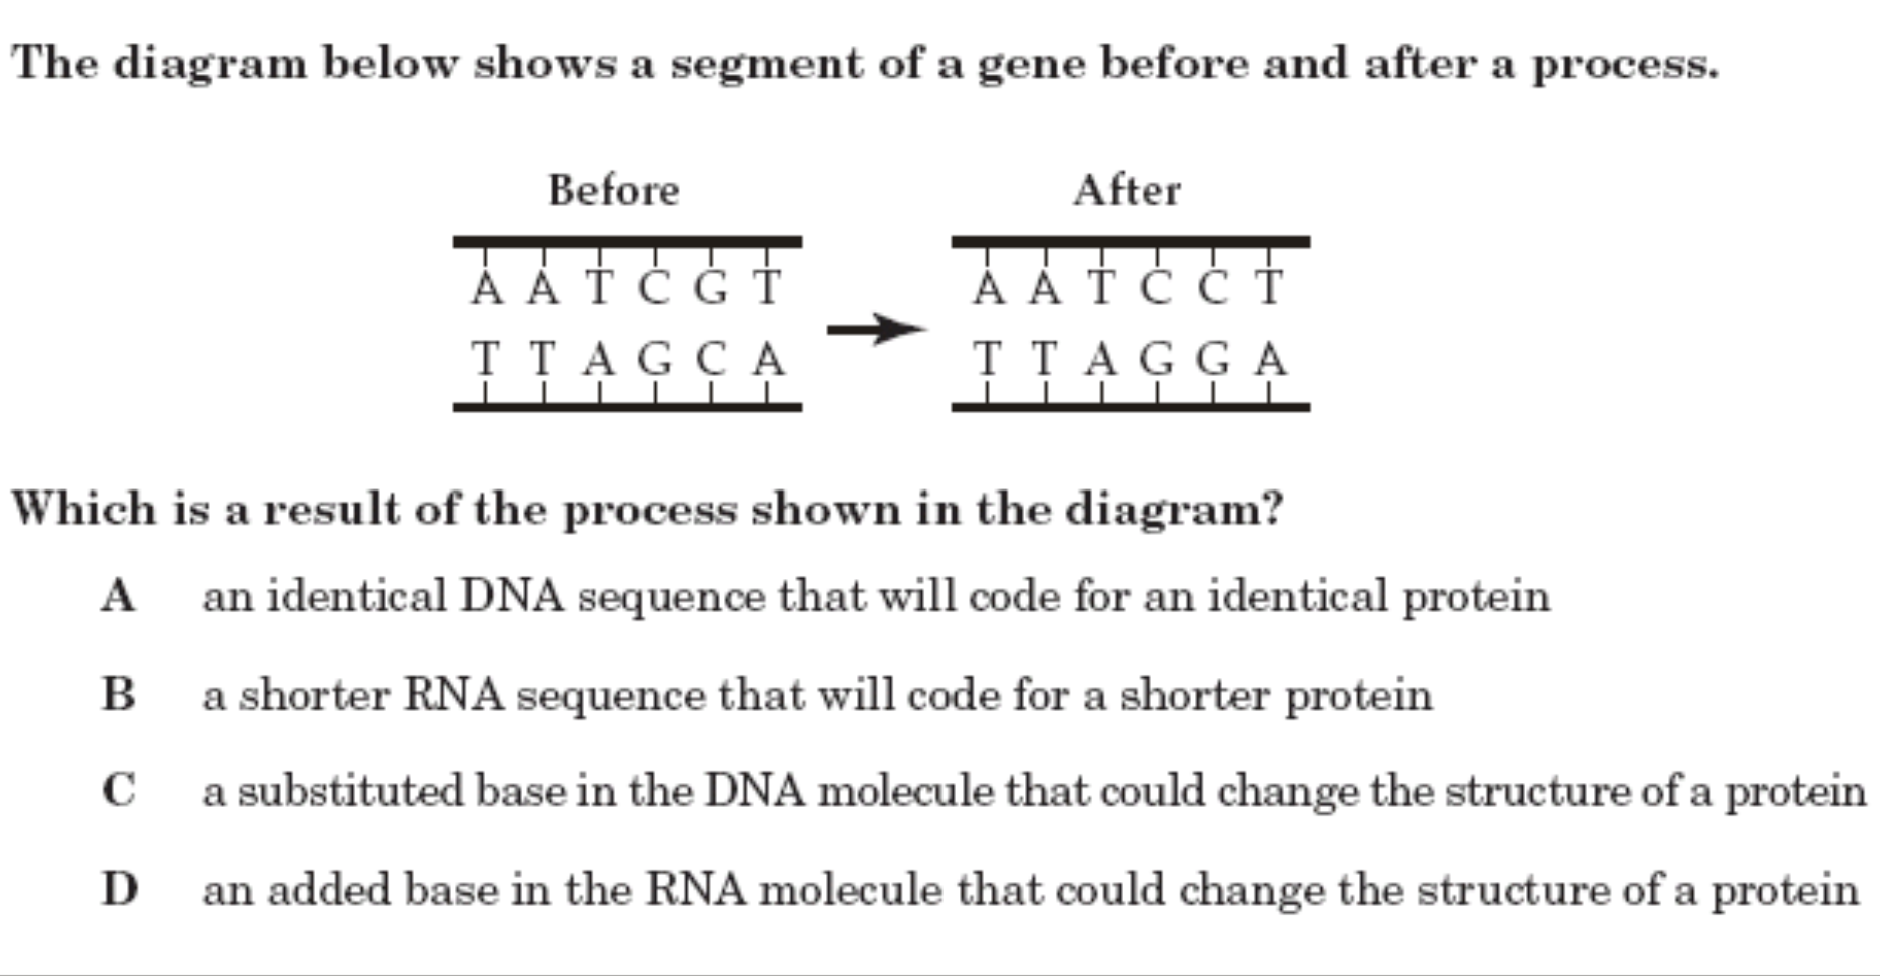 The diagram below shows a segment of a gene before and after a process.
Before After
A A T C G T A A T C C T
T T A G C A T T A G G A
Which is a result of the process shown in the diagram?
A an identical DNA sequence that will code for an identical protein
B a shorter RNA sequence that will code for a shorter protein
C a substituted base in the DNA molecule that could change the structure of a protein
D an added base in the RNA molecule that could change the structure of a protein